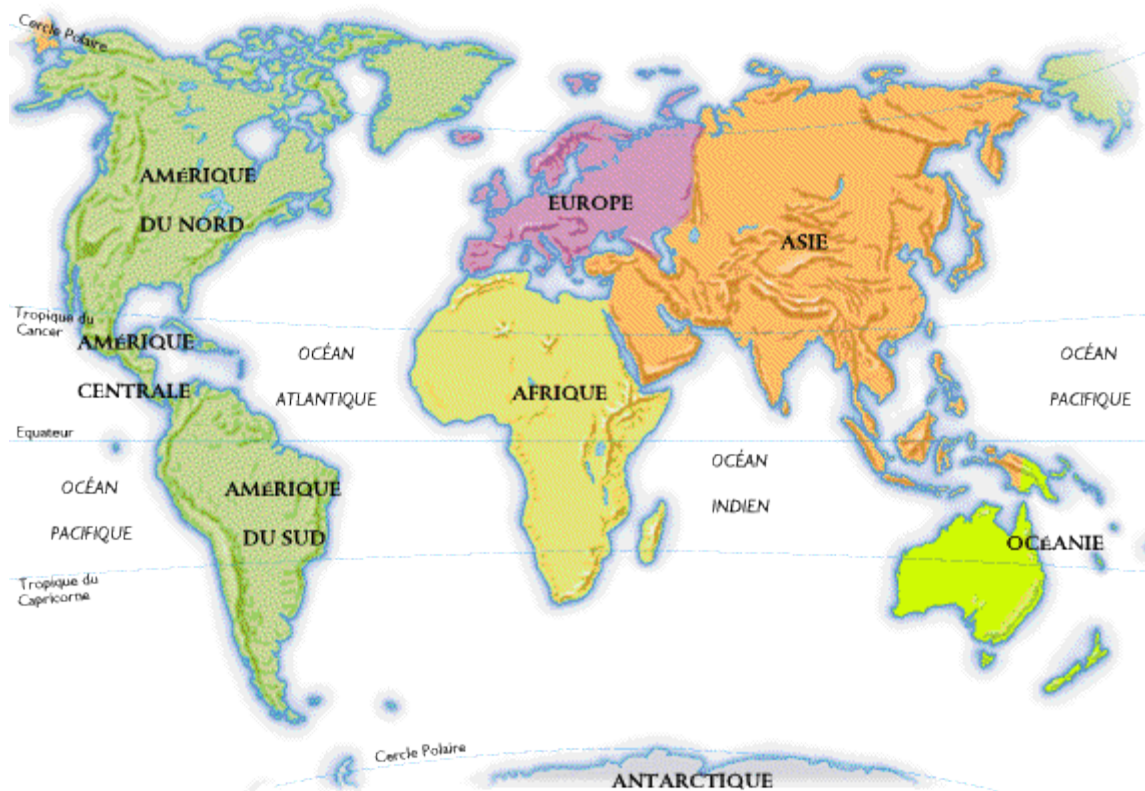 Cercle Polaire
AMÉRIQUE
DU NORD
EUROPE
ASIE
Tropique du
Cancer
AMÉRIQUE
CENTRALE
OCÉAN
ATLANTIQUE
AFRIQUE
OCÉAN
PACIFIQUE
Equateur
OCÉAN
PACIFIQUE
AMÉRIQUE
DU SUD
OCÉAN
INDIEN
OCÉANIE
Tropique du
Capricorne
Cercle Polaire
ANTARCTIQUE